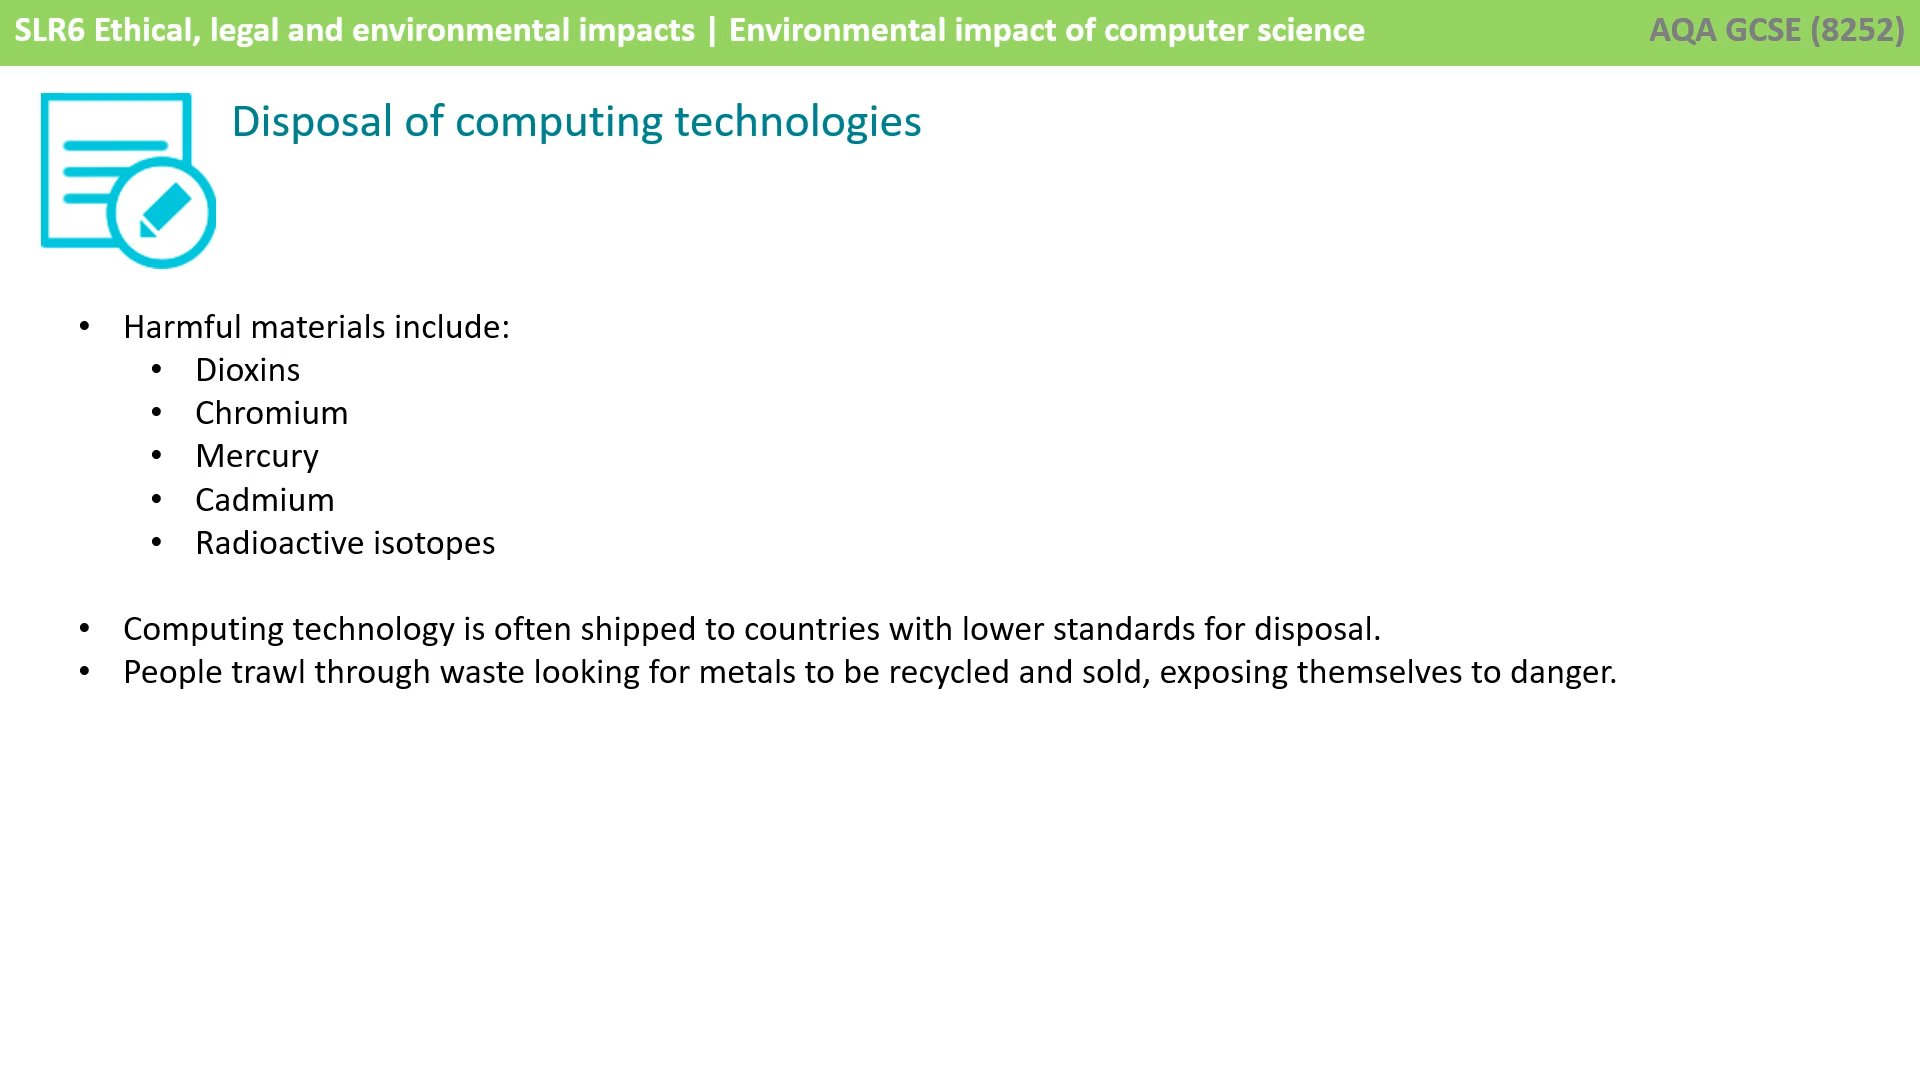 SLR6 Ethical, legal and environmental impacts | Environmental impact of computer science
AQA GCSE (8252)
Disposal of computing technologies
• Harmful materials include:
• Dioxins
• Chromium
• Mercury
• Cadmium
• Radioactive isotopes
• Computing technology is often shipped to countries with lower standards for disposal.
• People trawl through waste looking for metals to be recycled and sold, exposing themselves to danger.